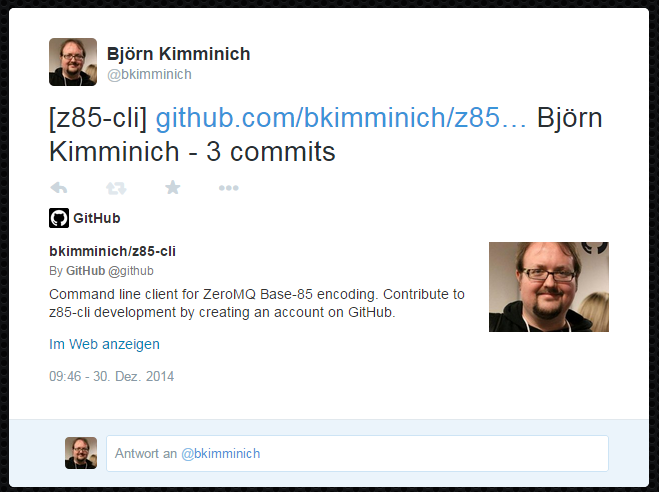 Björn Kimminich
@bkimminich
[z85-cli] github.com/bkimminich/z85… Björn
Kimminich - 3 commits
GitHub
bkimminich/z85-cli
By GitHub @github
Command line client for ZeroMQ Base-85 encoding. Contribute to
z85-cli development by creating an account on GitHub.
Im Web anzeigen
09:46 - 30. Dez. 2014
Antwort an @bkimminich